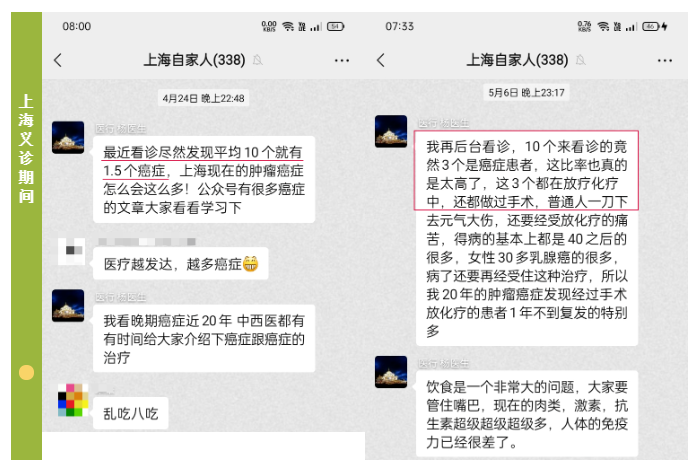 上海义诊期间
08:00
0.00 KB/S
54
上海自家人(338)
4月24日 晚上22:48
医疗 杨医生
最近看诊尽然发现平均10个就有
1.5个癌症，上海现在的肿瘤癌症
怎么会这么多！公众号有很多癌症
的文章大家看看学习下
医疗越发达，越多癌症😁
医疗 杨医生
我看晚期癌症近20年 中西医都有
有时间给大家介绍下癌症跟癌症的
治疗
乱吃八吃
07:33
0.76 KB/S
86
上海自家人(338)
5月6日 晚上23:17
医疗 杨医生
我再后台看诊，10个来看诊的竟
然3个是癌症患者，这比率也真的
是太高了，这3个都在放疗化疗
中，还都做过手术，普通人一刀下
去元气大伤，还要经受放化疗的痛
苦，得病的基本上都是40之后的
很多，女性30多乳腺癌的很多，
病了还要再经受住这种治疗，所以
我20年的肿瘤癌症发现经过手术
放化疗的患者1年不到复发的特别
多
医疗 杨医生
饮食是一个非常大的问题，大家要
管住嘴巴，现在的肉类，激素，抗
生素超级超级超级多，人体的免疫
力已经很差了。